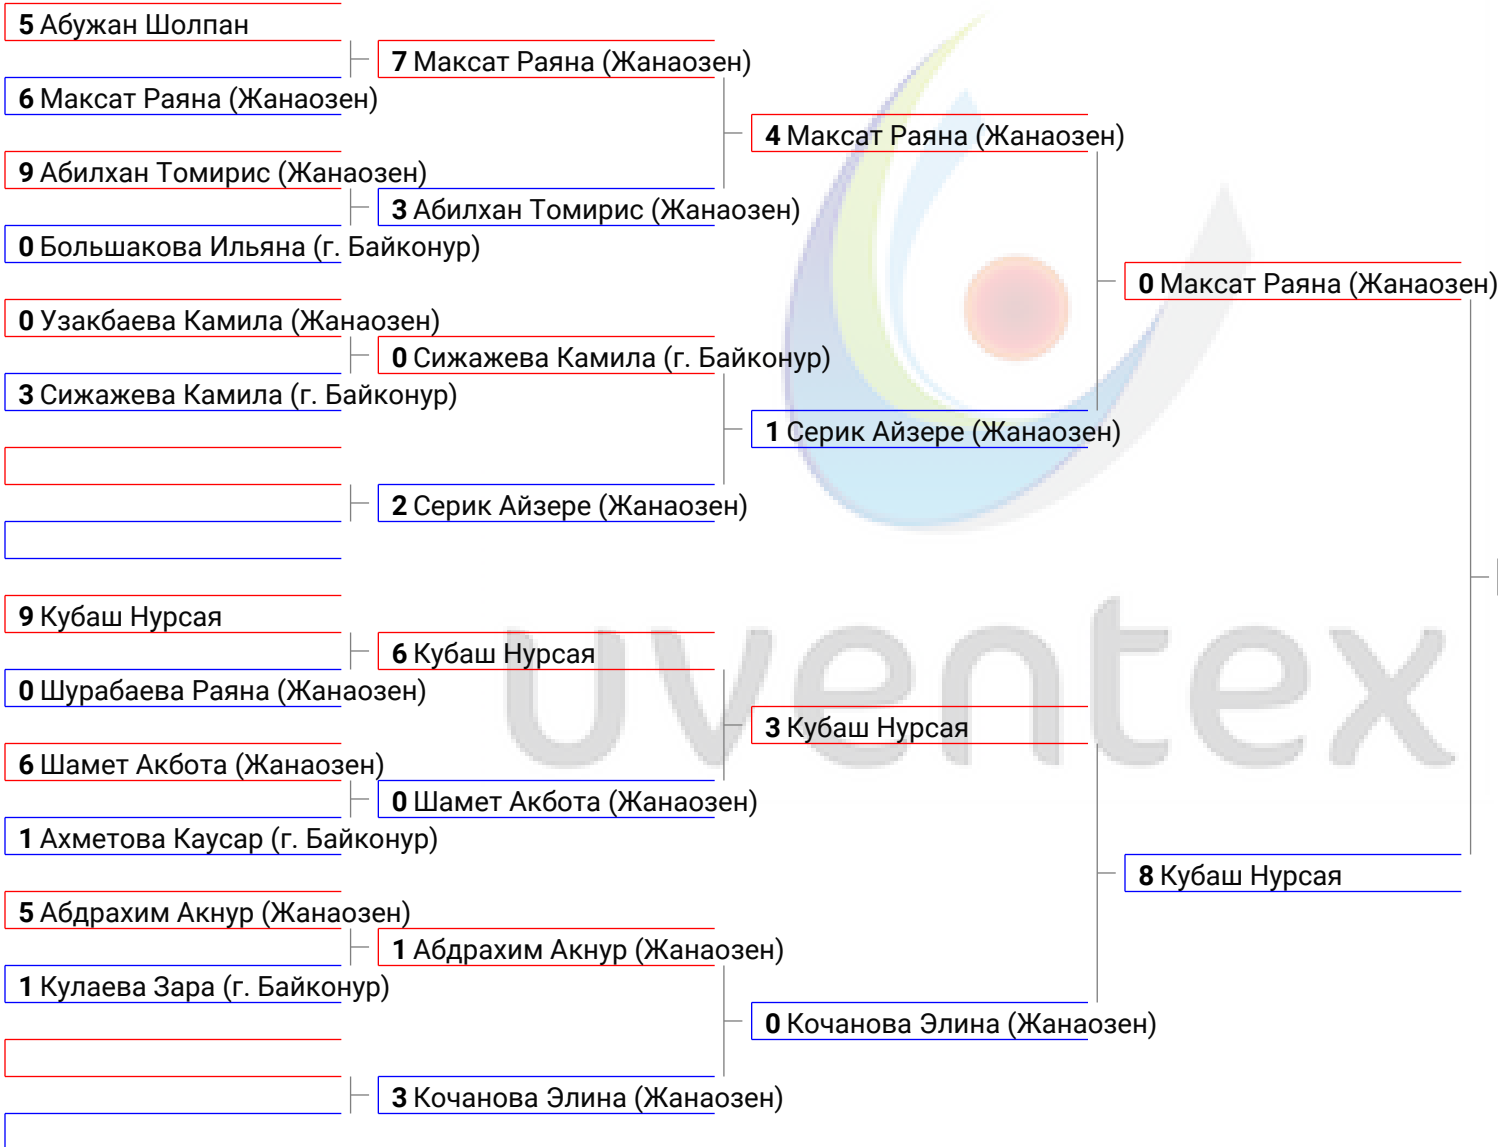 5 Абужан Шолпан
7 Максат Раяна (Жанаозен)
6 Максат Раяна (Жанаозен)
4 Максат Раяна (Жанаозен)
9 Абилхан Томирис (Жанаозен)
3 Абилхан Томирис (Жанаозен)
0 Большакова Ильяна (г. Байконур)
0 Максат Раяна (Жанаозен)
0 Узакбаева Камила (Жанаозен)
0 Сижажева Камила (г. Байконур)
3 Сижажева Камила (г. Байконур)
1 Серик Айзере (Жанаозен)
2 Серик Айзере (Жанаозен)
9 Кубаш Нурсая
6 Кубаш Нурсая
0 Шурабаева Раяна (Жанаозен)
uventex
3 Кубаш Нурсая
6 Шамет Акбота (Жанаозен)
0 Шамет Акбота (Жанаозен)
1 Ахметова Каусар (г. Байконур)
8 Кубаш Нурсая
5 Абдрахим Акнур (Жанаозен)
1 Абдрахим Акнур (Жанаозен)
1 Кулаева Зара (г. Байконур)
0 Кочанова Элина (Жанаозен)
3 Кочанова Элина (Жанаозен)